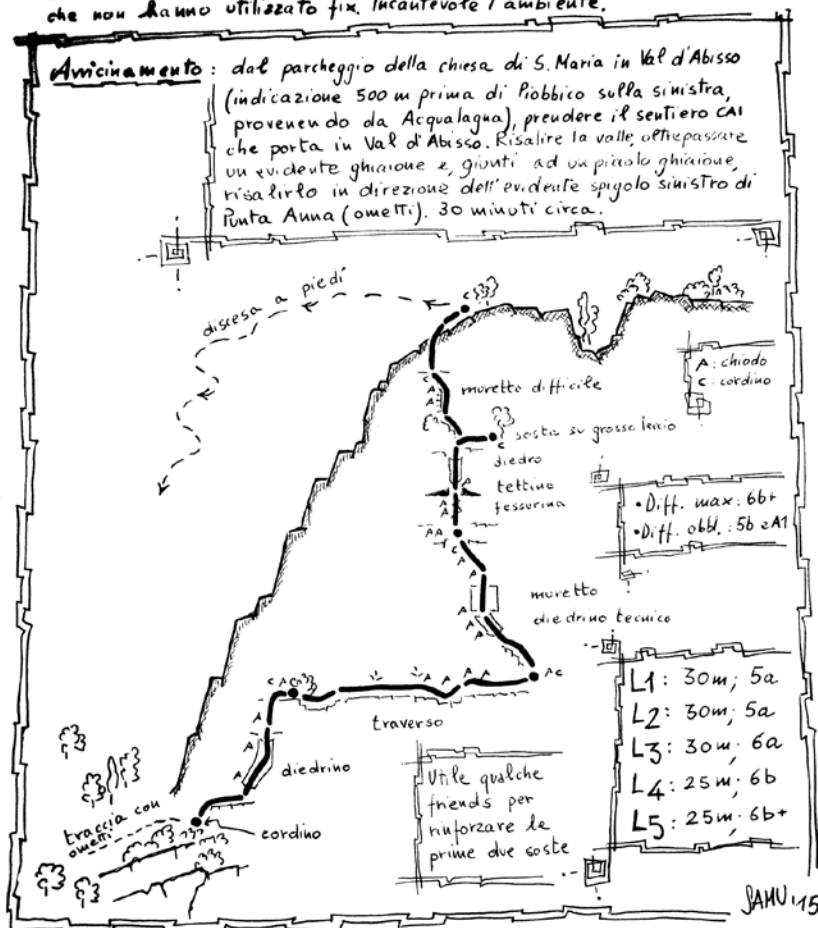 che non hanno utilizzato fix. Incantevole l'ambiente.
Avvicinamento: dal parcheggio della chiesa di S. Maria in Val d'Abisso
(indicazione 500 m prima di Piobbico sulla sinistra,
provenendo da Acqualagna), prendere il sentiero CAI
che porta in Val d'Abisso. Risalire la valle, oltrepassare
un evidente ghiaione e, giunti ad un piccolo ghiaione,
risalirlo in direzione dell'evidente spigolo sinistro di
Punta Anna (ometti). 30 minuti circa.
discesa a piedi
c
A: chiodo
c: cordino
c
A
A
muretto difficile
c
sosta su grosso leccio
diedro
tettino
fessurina
A
A A
A A
c
• Diff. max: 6b+
• Diff. obbl.: 5b e A1
A
A
A
muretto
diedrino tecnico
A
A
A c
c A
A A A A
traverso
A
A
diedrino
cordino
traccia con
ometti
Utile qualche
friends per
rinforzare le
prime due soste
L1: 30m; 5a
L2: 30m; 5a
L3: 30m; 6a
L4: 25m; 6b
L5: 25m; 6b+
SAMU '15